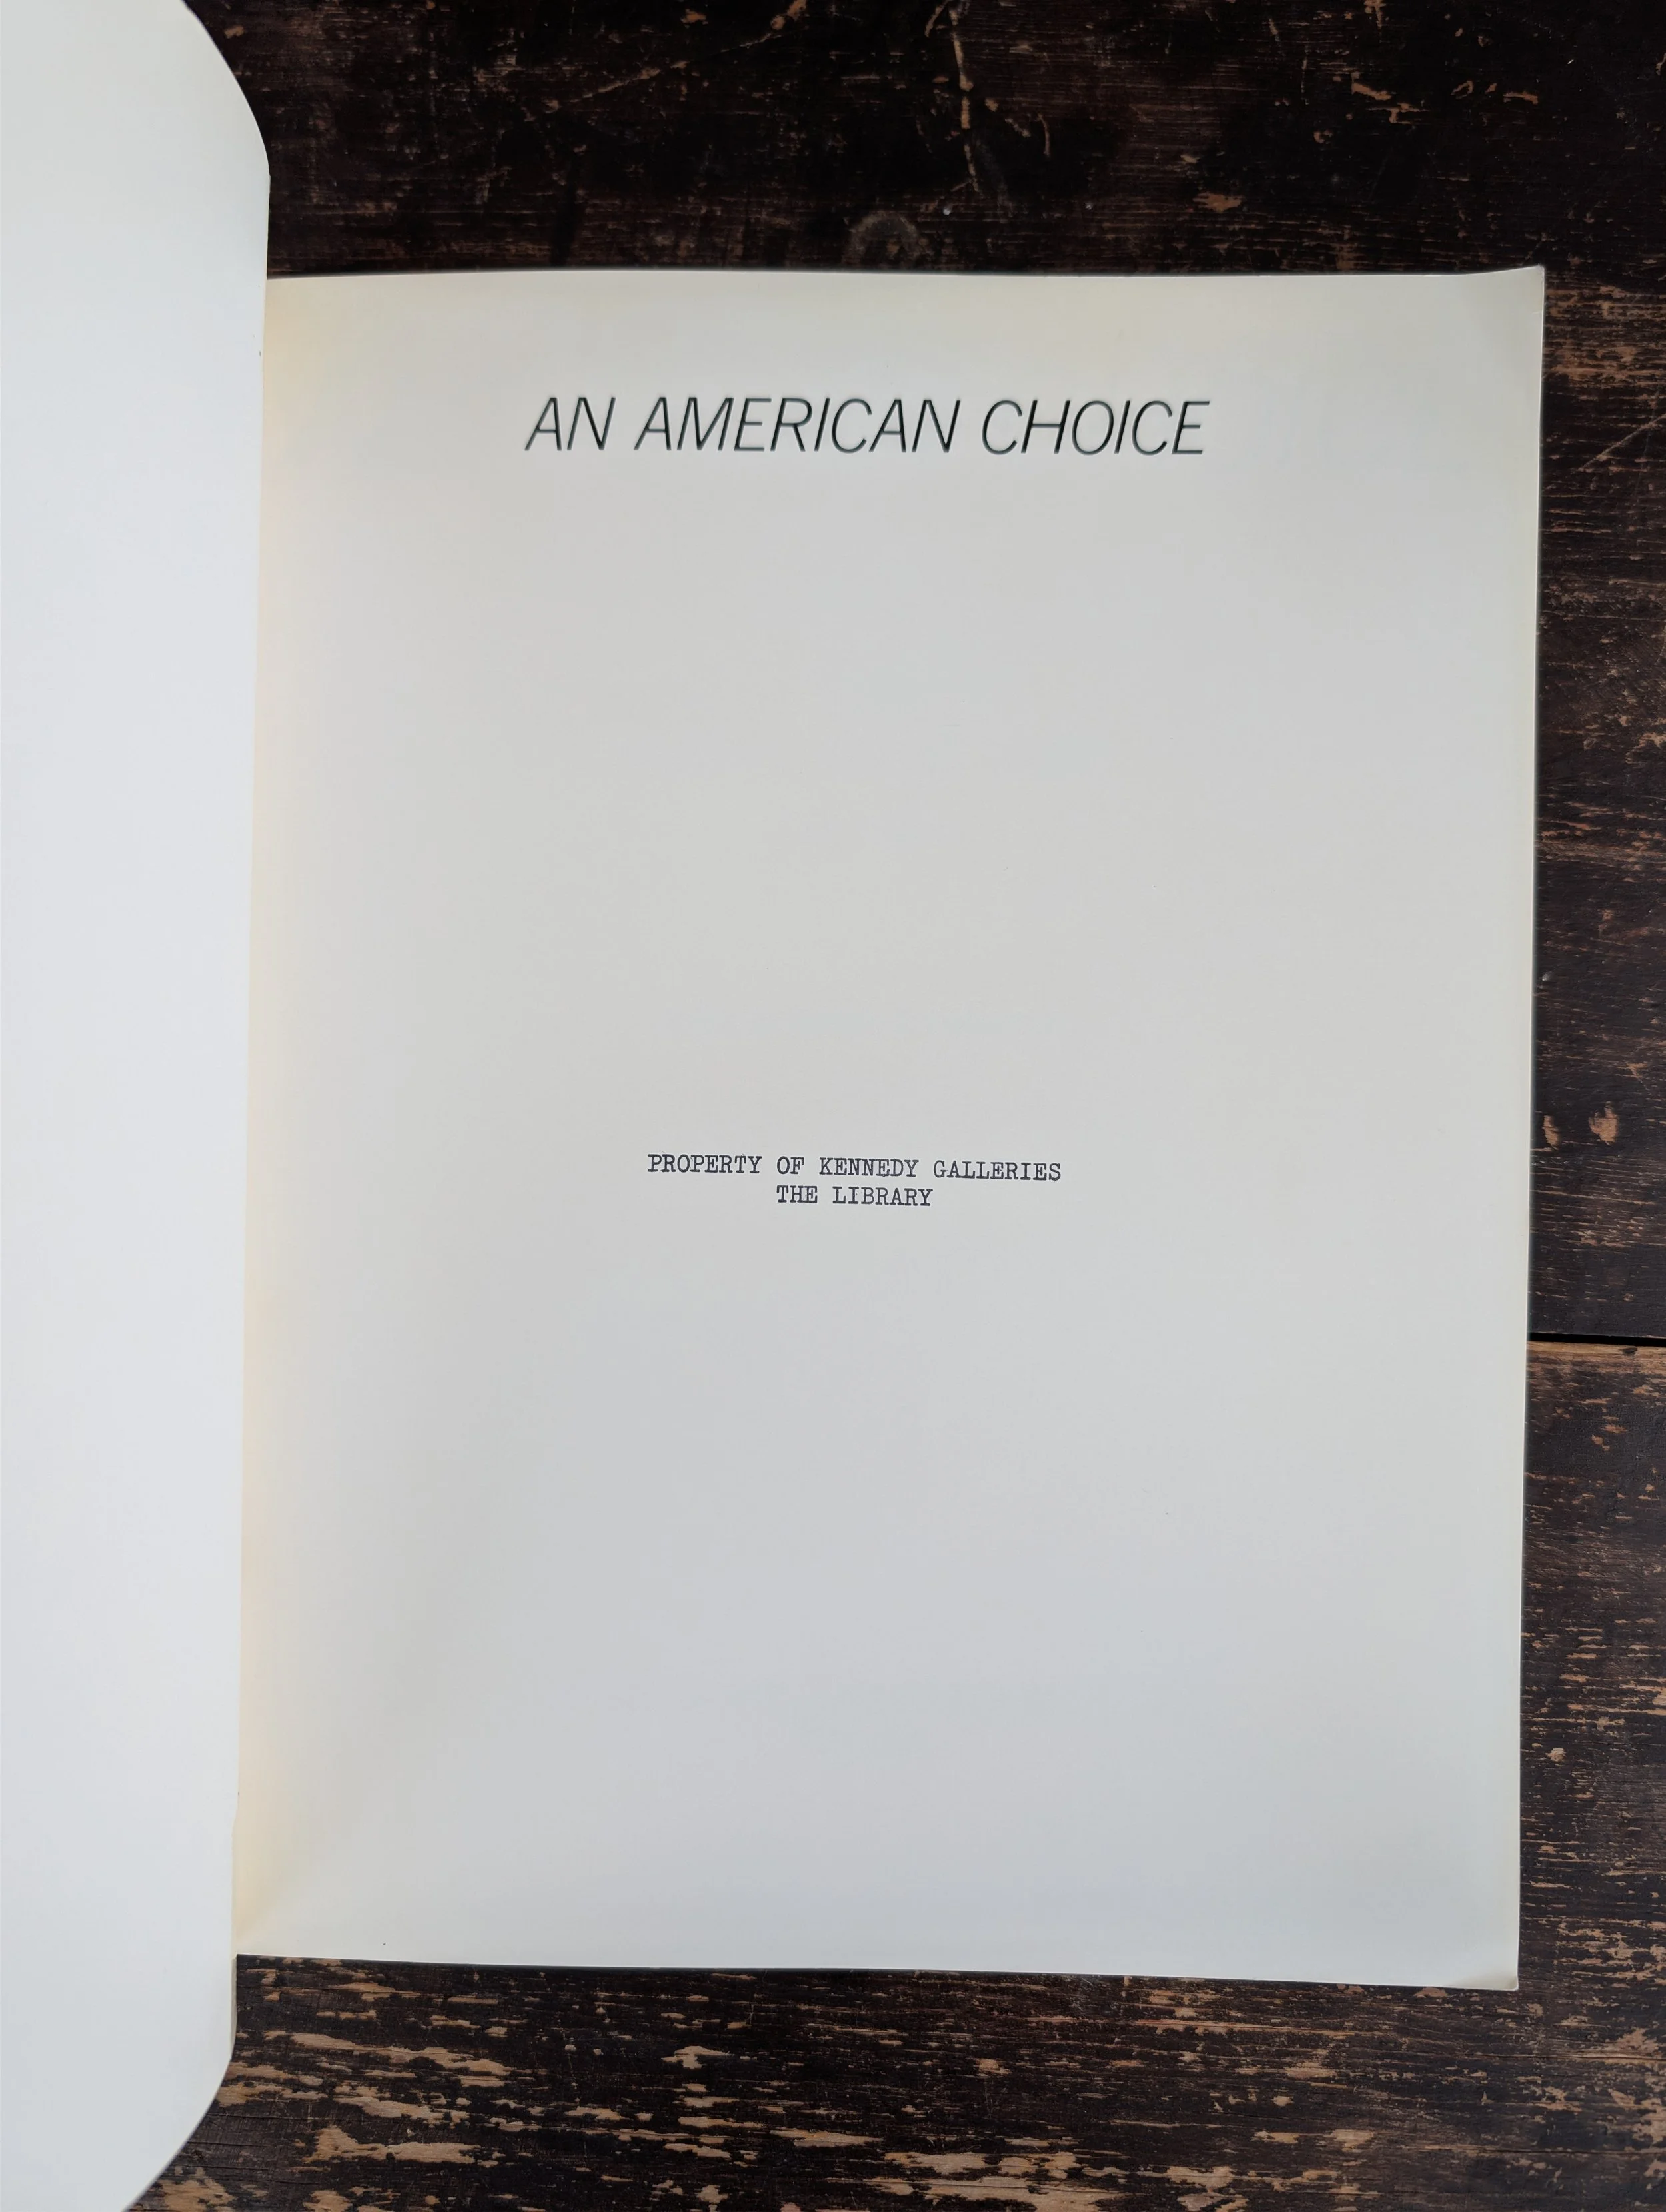 AN AMERICAN CHOICE
PROPERTY OF KENNEDY GALLERIES
THE LIBRARY